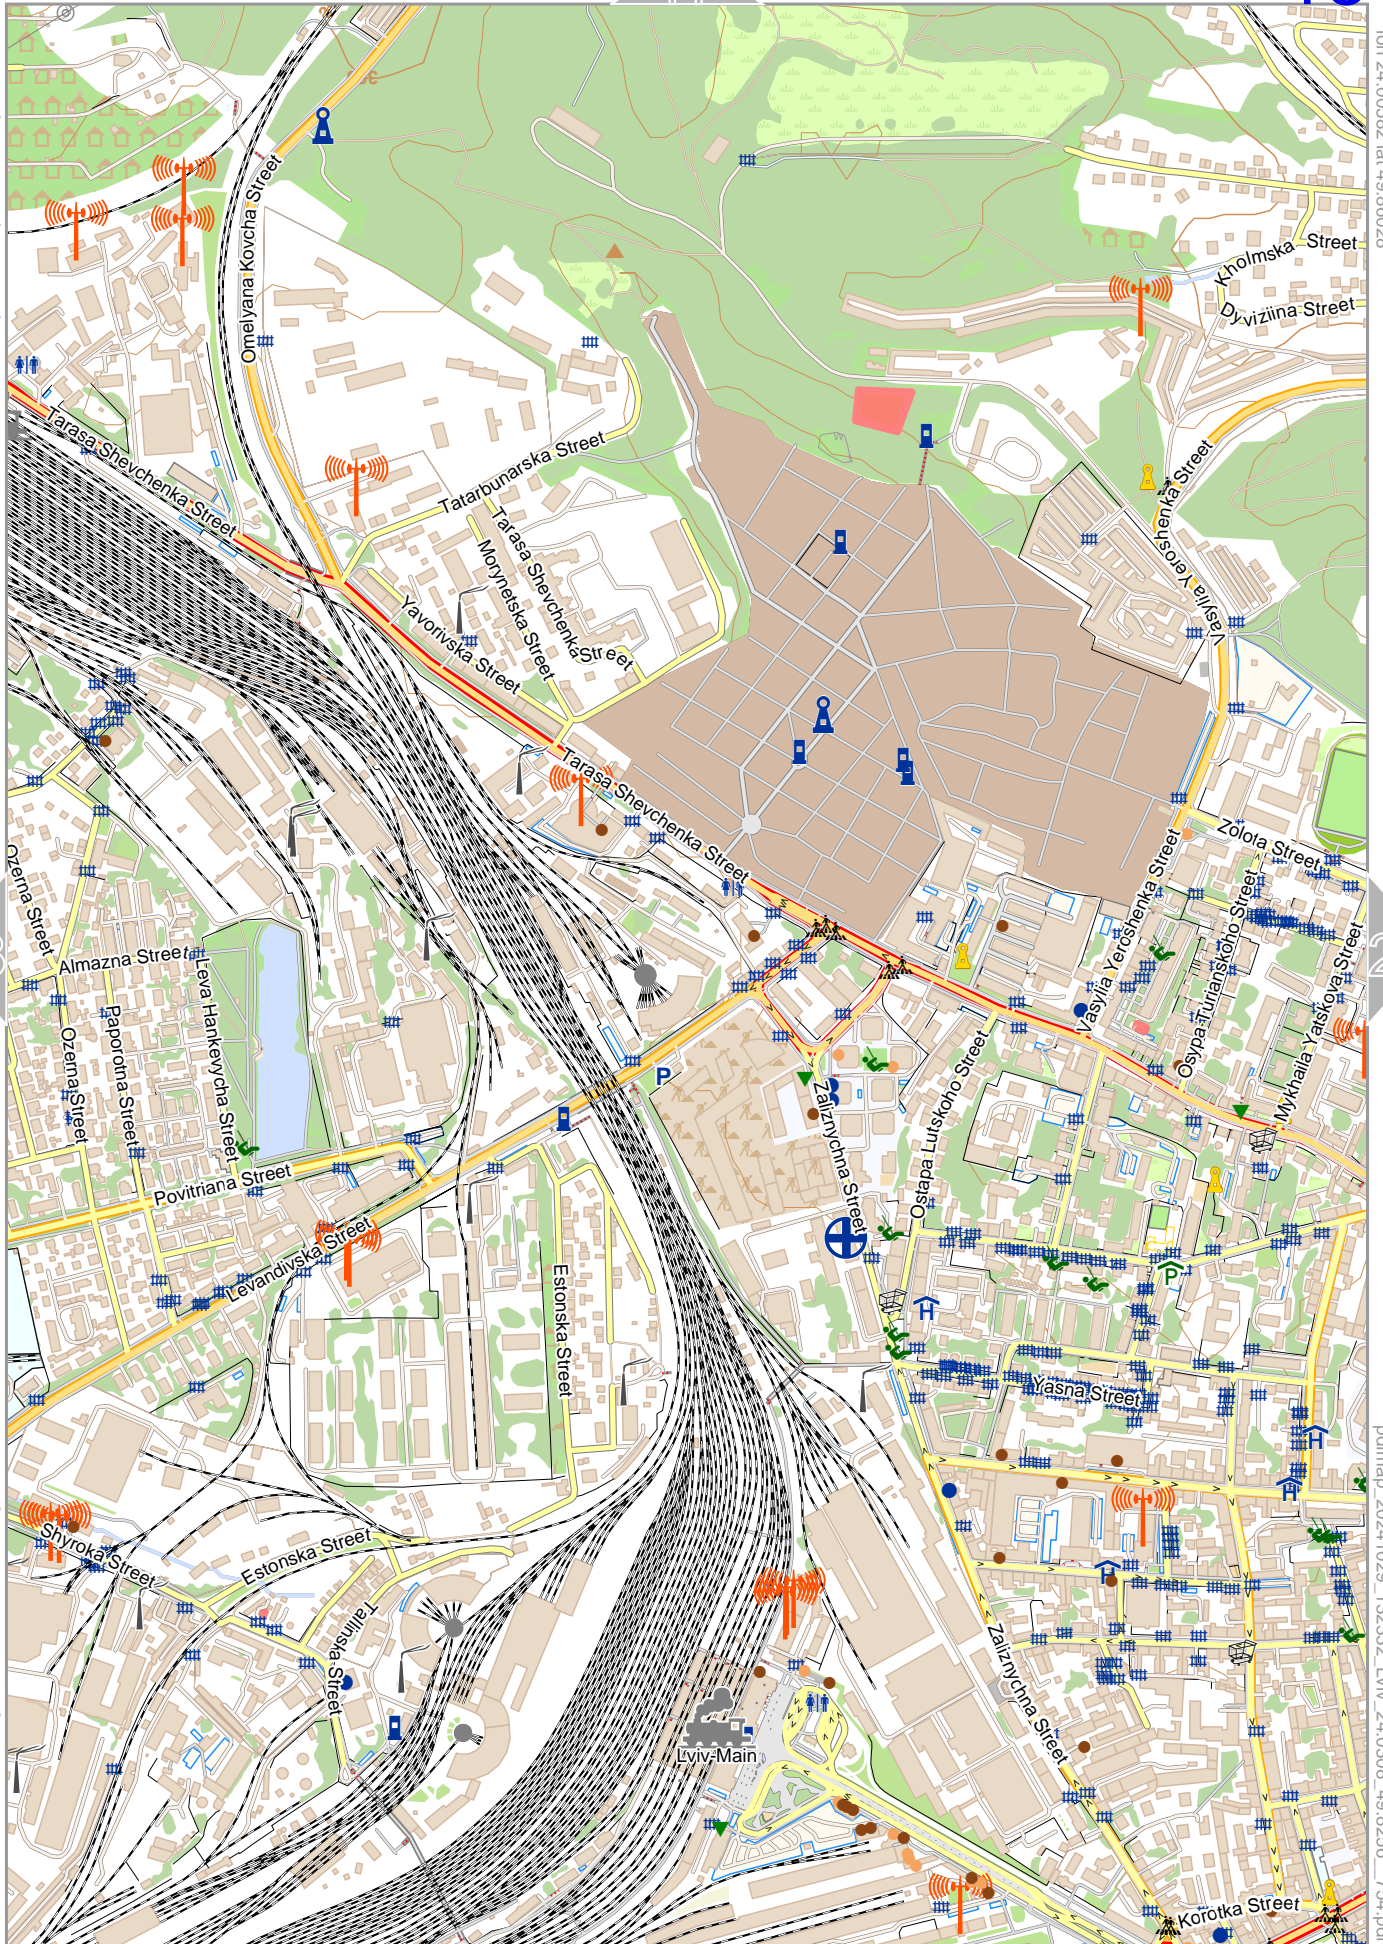 Omelyana Kovcha Street
Kholmska Street
Dyviziina Street
Tarasa Shevchenka Street
Tatarbunarska Street
Tarasa Shevchenka Street
Monynetska Street
Yavorivska Street
Vasylia Yeroshenka Street
Tarasa Shevchenka Street
Zolota Street
Ozerna Street
Almazna Street
Leva Hankevycha Street
Paporotna Street
Ozerna Street
Vasylia Yeroshenka Street
Osypa Turianskoho Street
Mykhaila Yatskova Street
P
Zaliznychna Street
Ostapa Lutskoho Street
Povitriana Street
Levandivska Street
Estonska Street
P
H
Yasna Street
H
H
Shyroka Street
Estonska Street
H
Talinska Street
Zaliznychna Street
Lviv-Main
Korotka Street